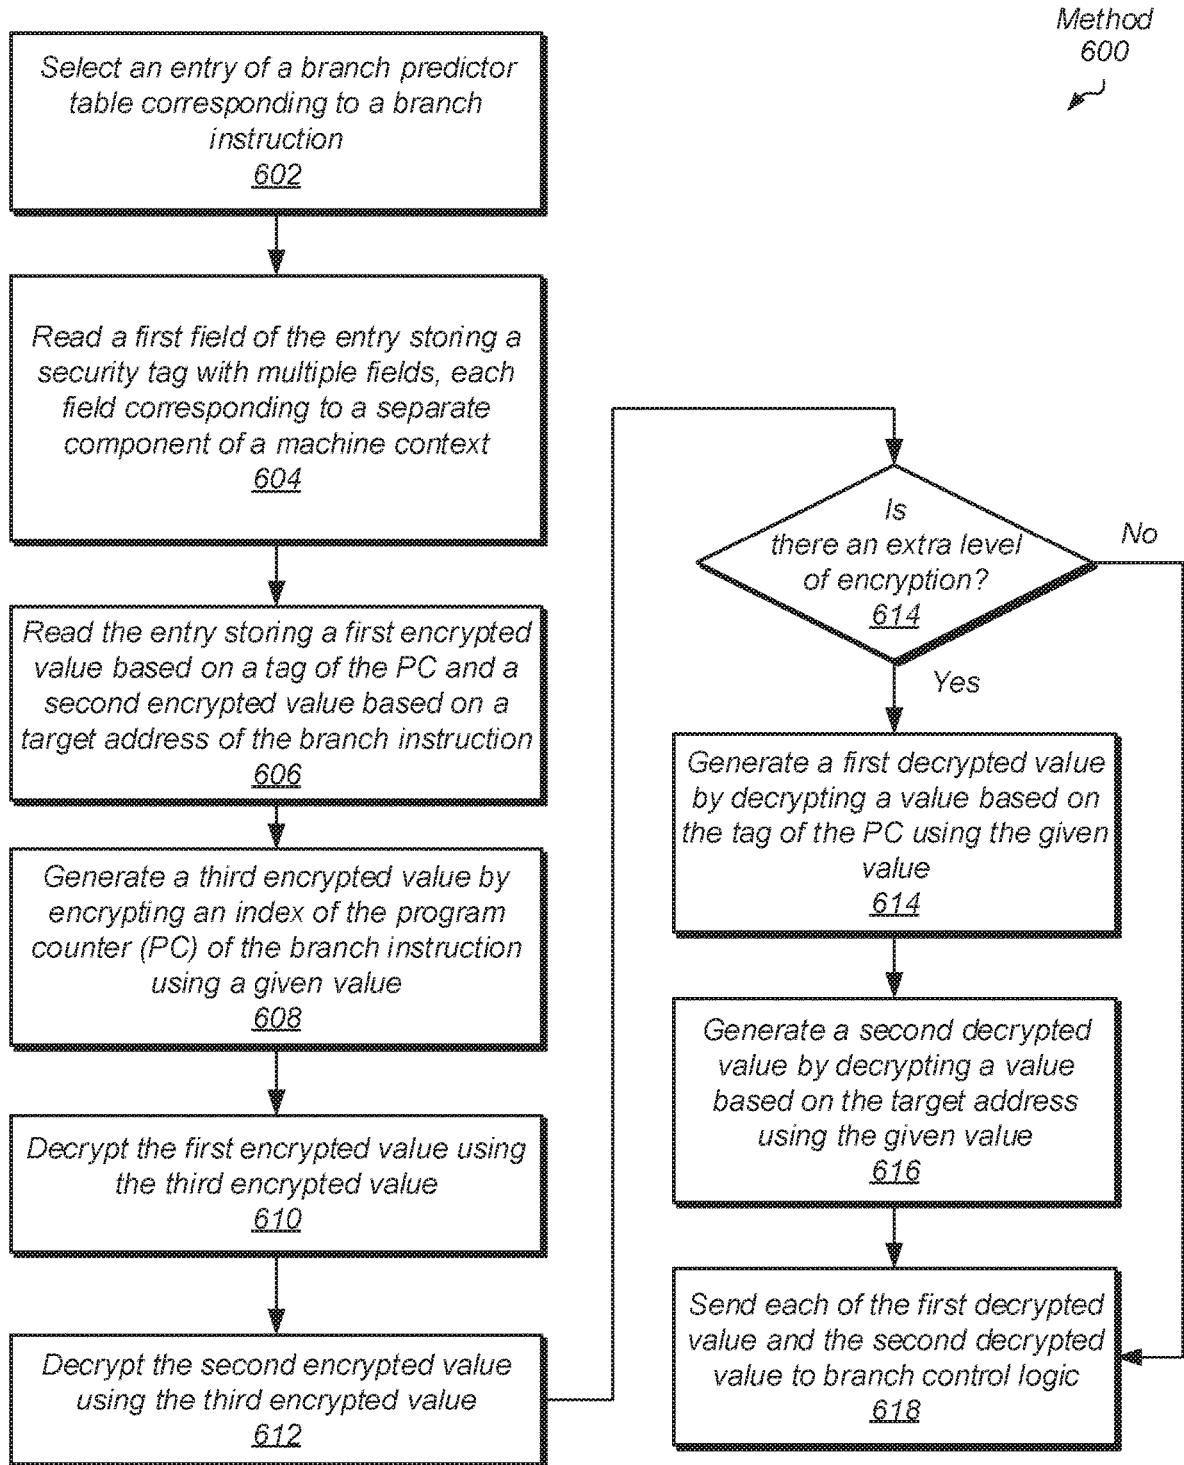 Method
600
Select an entry of a branch predictor
table corresponding to a branch
instruction
602
Read a first field of the entry storing a
security tag with multiple fields, each
field corresponding to a separate
component of a machine context
604
Read the entry storing a first encrypted
value based on a tag of the PC and a
second encrypted value based on a
target address of the branch instruction
606
Generate a third encrypted value by
encrypting an index of the program
counter (PC) of the branch instruction
using a given value
608
Decrypt the first encrypted value using
the third encrypted value
610
Decrypt the second encrypted value
using the third encrypted value
612
Is
there an extra level
of encryption?
614
No
Yes
Generate a first decrypted value
by decrypting a value based on
the tag of the PC using the given
value
614
Generate a second decrypted
value by decrypting a value
based on the target address
using the given value
616
Send each of the first decrypted
value and the second decrypted
value to branch control logic
618